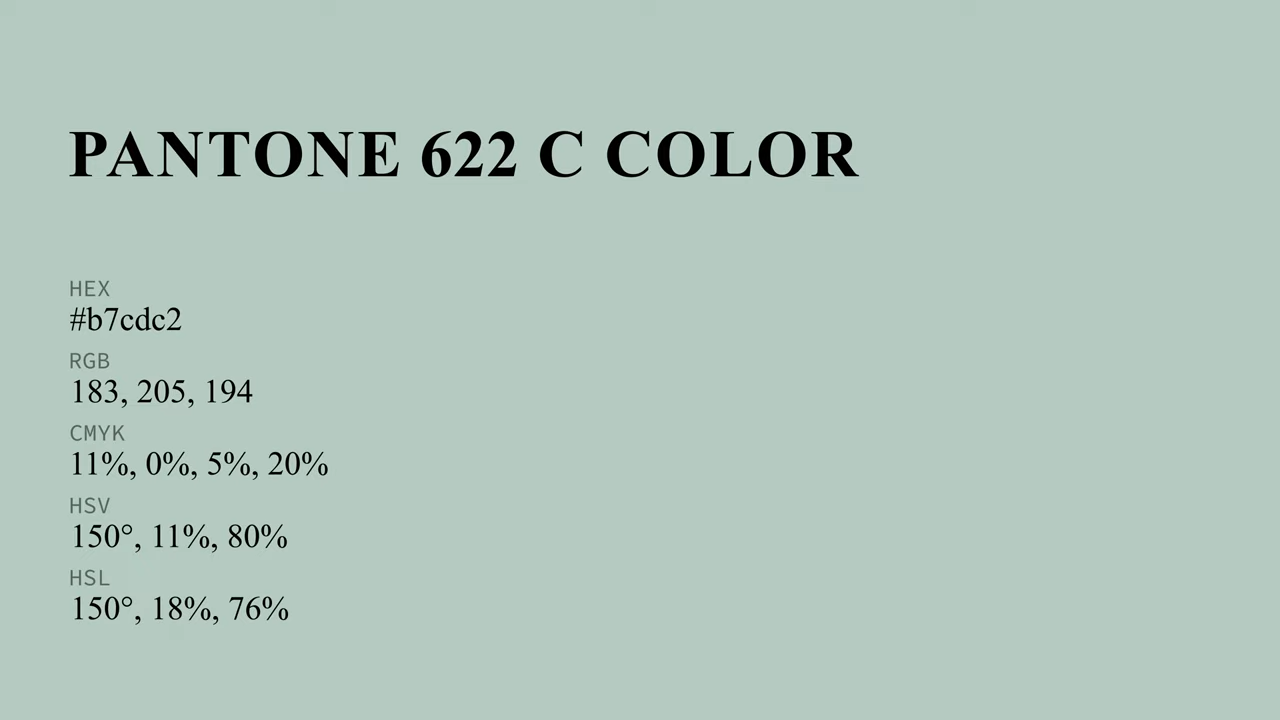 PANTONE 622 C COLOR
HEX
#b7cdc2
RGB
183, 205, 194
CMYK
11%, 0%, 5%, 20%
HSV
150°, 11%, 80%
HSL
150°, 18%, 76%